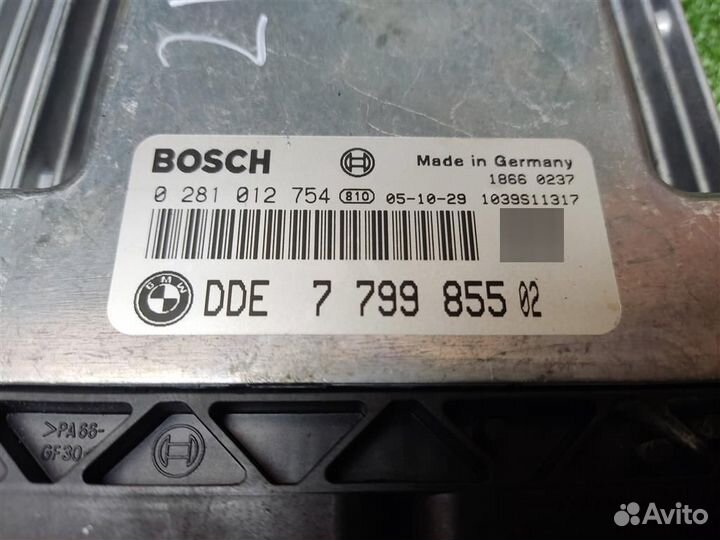 BOSCH
Made in Germany
1866 0237
0 281 012 754 810 05-10-29 1039S11317
BMW
DDE 7 799 855 02
>PA66-
GF30
Avito